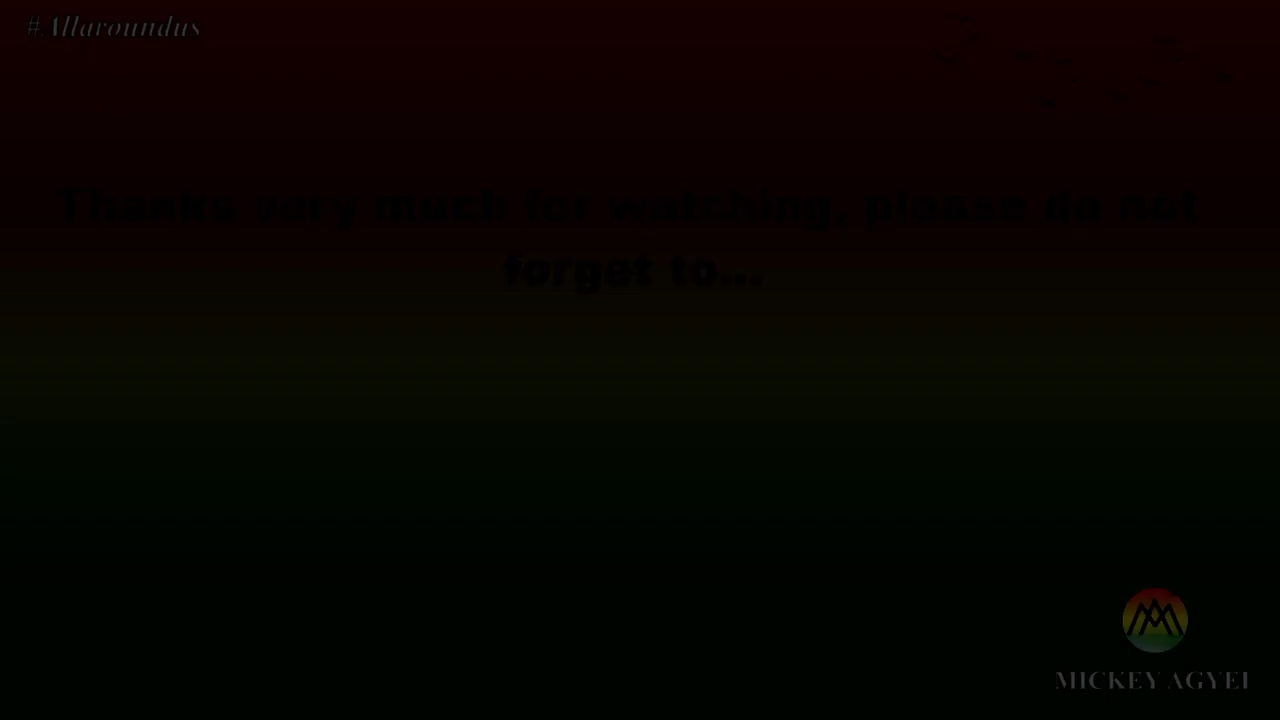 #Allaroundus
Thanks very much for watching, please do not
forget to...
MICKEY AGYEI